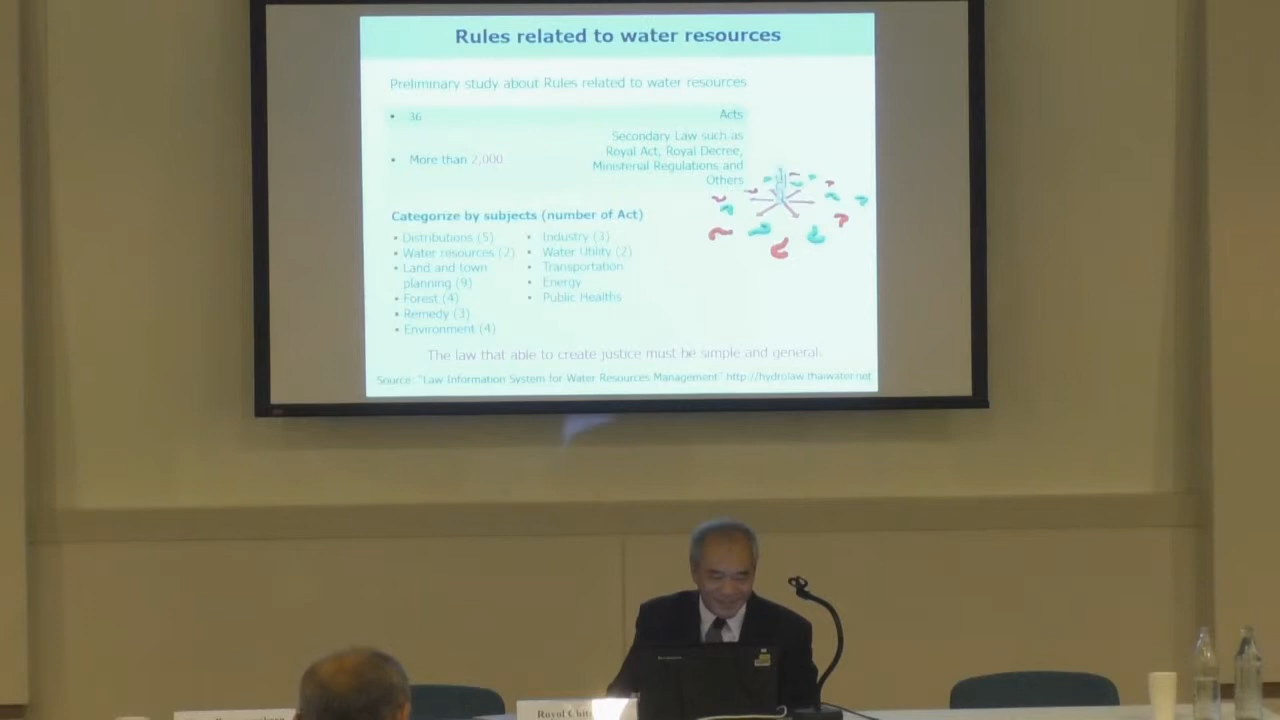 Rules related to water resources
Preliminary study about Rules related to water resources
• 36 Acts
• More than 2,000
Secondary Law such as
Royal Act, Royal Decree,
Ministerial Regulations and
Others
Categorize by subjects (number of Act)
• Distributions (5)
• Water resources (2)
• Land and town
planning (9)
• Forest (4)
• Remedy (3)
• Environment (4)
• Industry (3)
• Water Utility (2)
• Transportation
• Energy
• Public Healths
The law that able to create justice must be simple and general.
Source: "Law Information System for Water Resources Management" http://hydrolaw.thaiwater.net
Royol